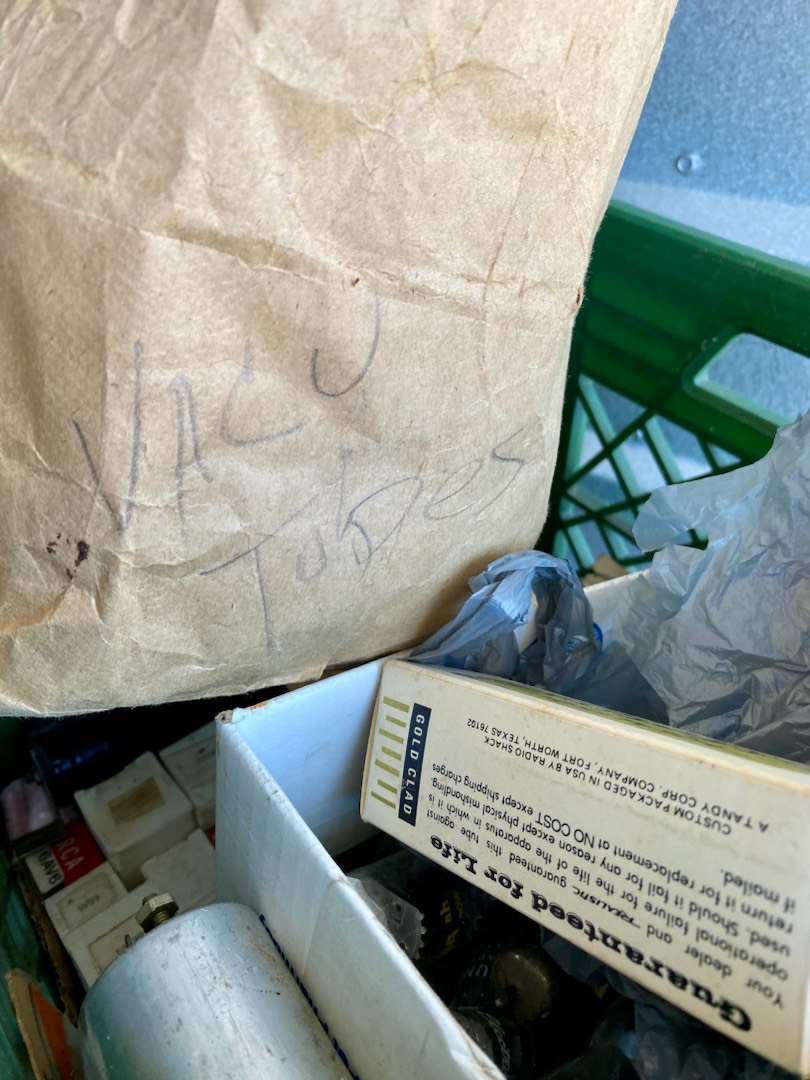 VACU
Tubes
GOLD CLAD
CUSTOM PACKAGED IN USA BY RADIO SHACK
A TANDY CORP. COMPANY, FORT WORTH, TEXAS 76102
Guaranteed for Life
Your dealer and REALISTIC guaranteed this tube against
operational failure for the life of the apparatus in which it is
used. Should it fail for any reason except physical mishandling,
return it for replacement at NO COST except shipping charges
if mailed.
RCA
6AV6